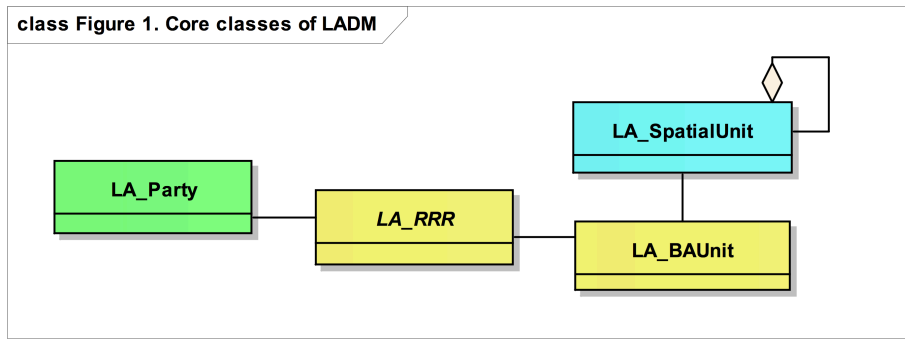 class Figure 1. Core classes of LADM
LA_SpatialUnit
LA_Party
LA_RRR
LA_BAUnit